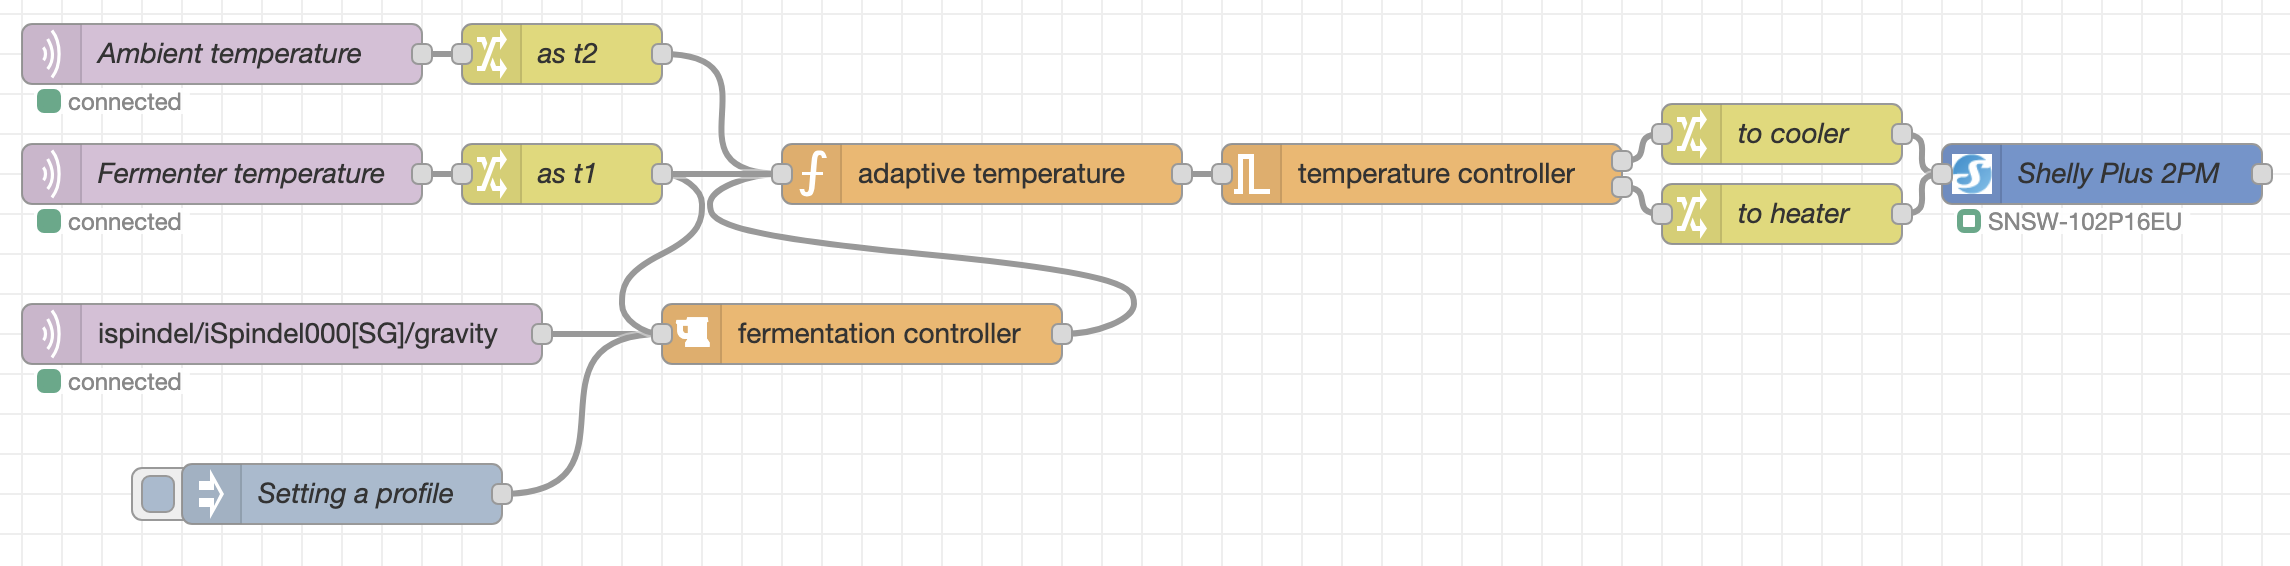 Ambient temperature
as t2
connected
to cooler
Fermenter temperature
as t1
adaptive temperature
temperature controller
Shelly Plus 2PM
connected
to heater
SNSW-102P16EU
ispindel/iSpindel000[SG]/gravity
fermentation controller
connected
Setting a profile